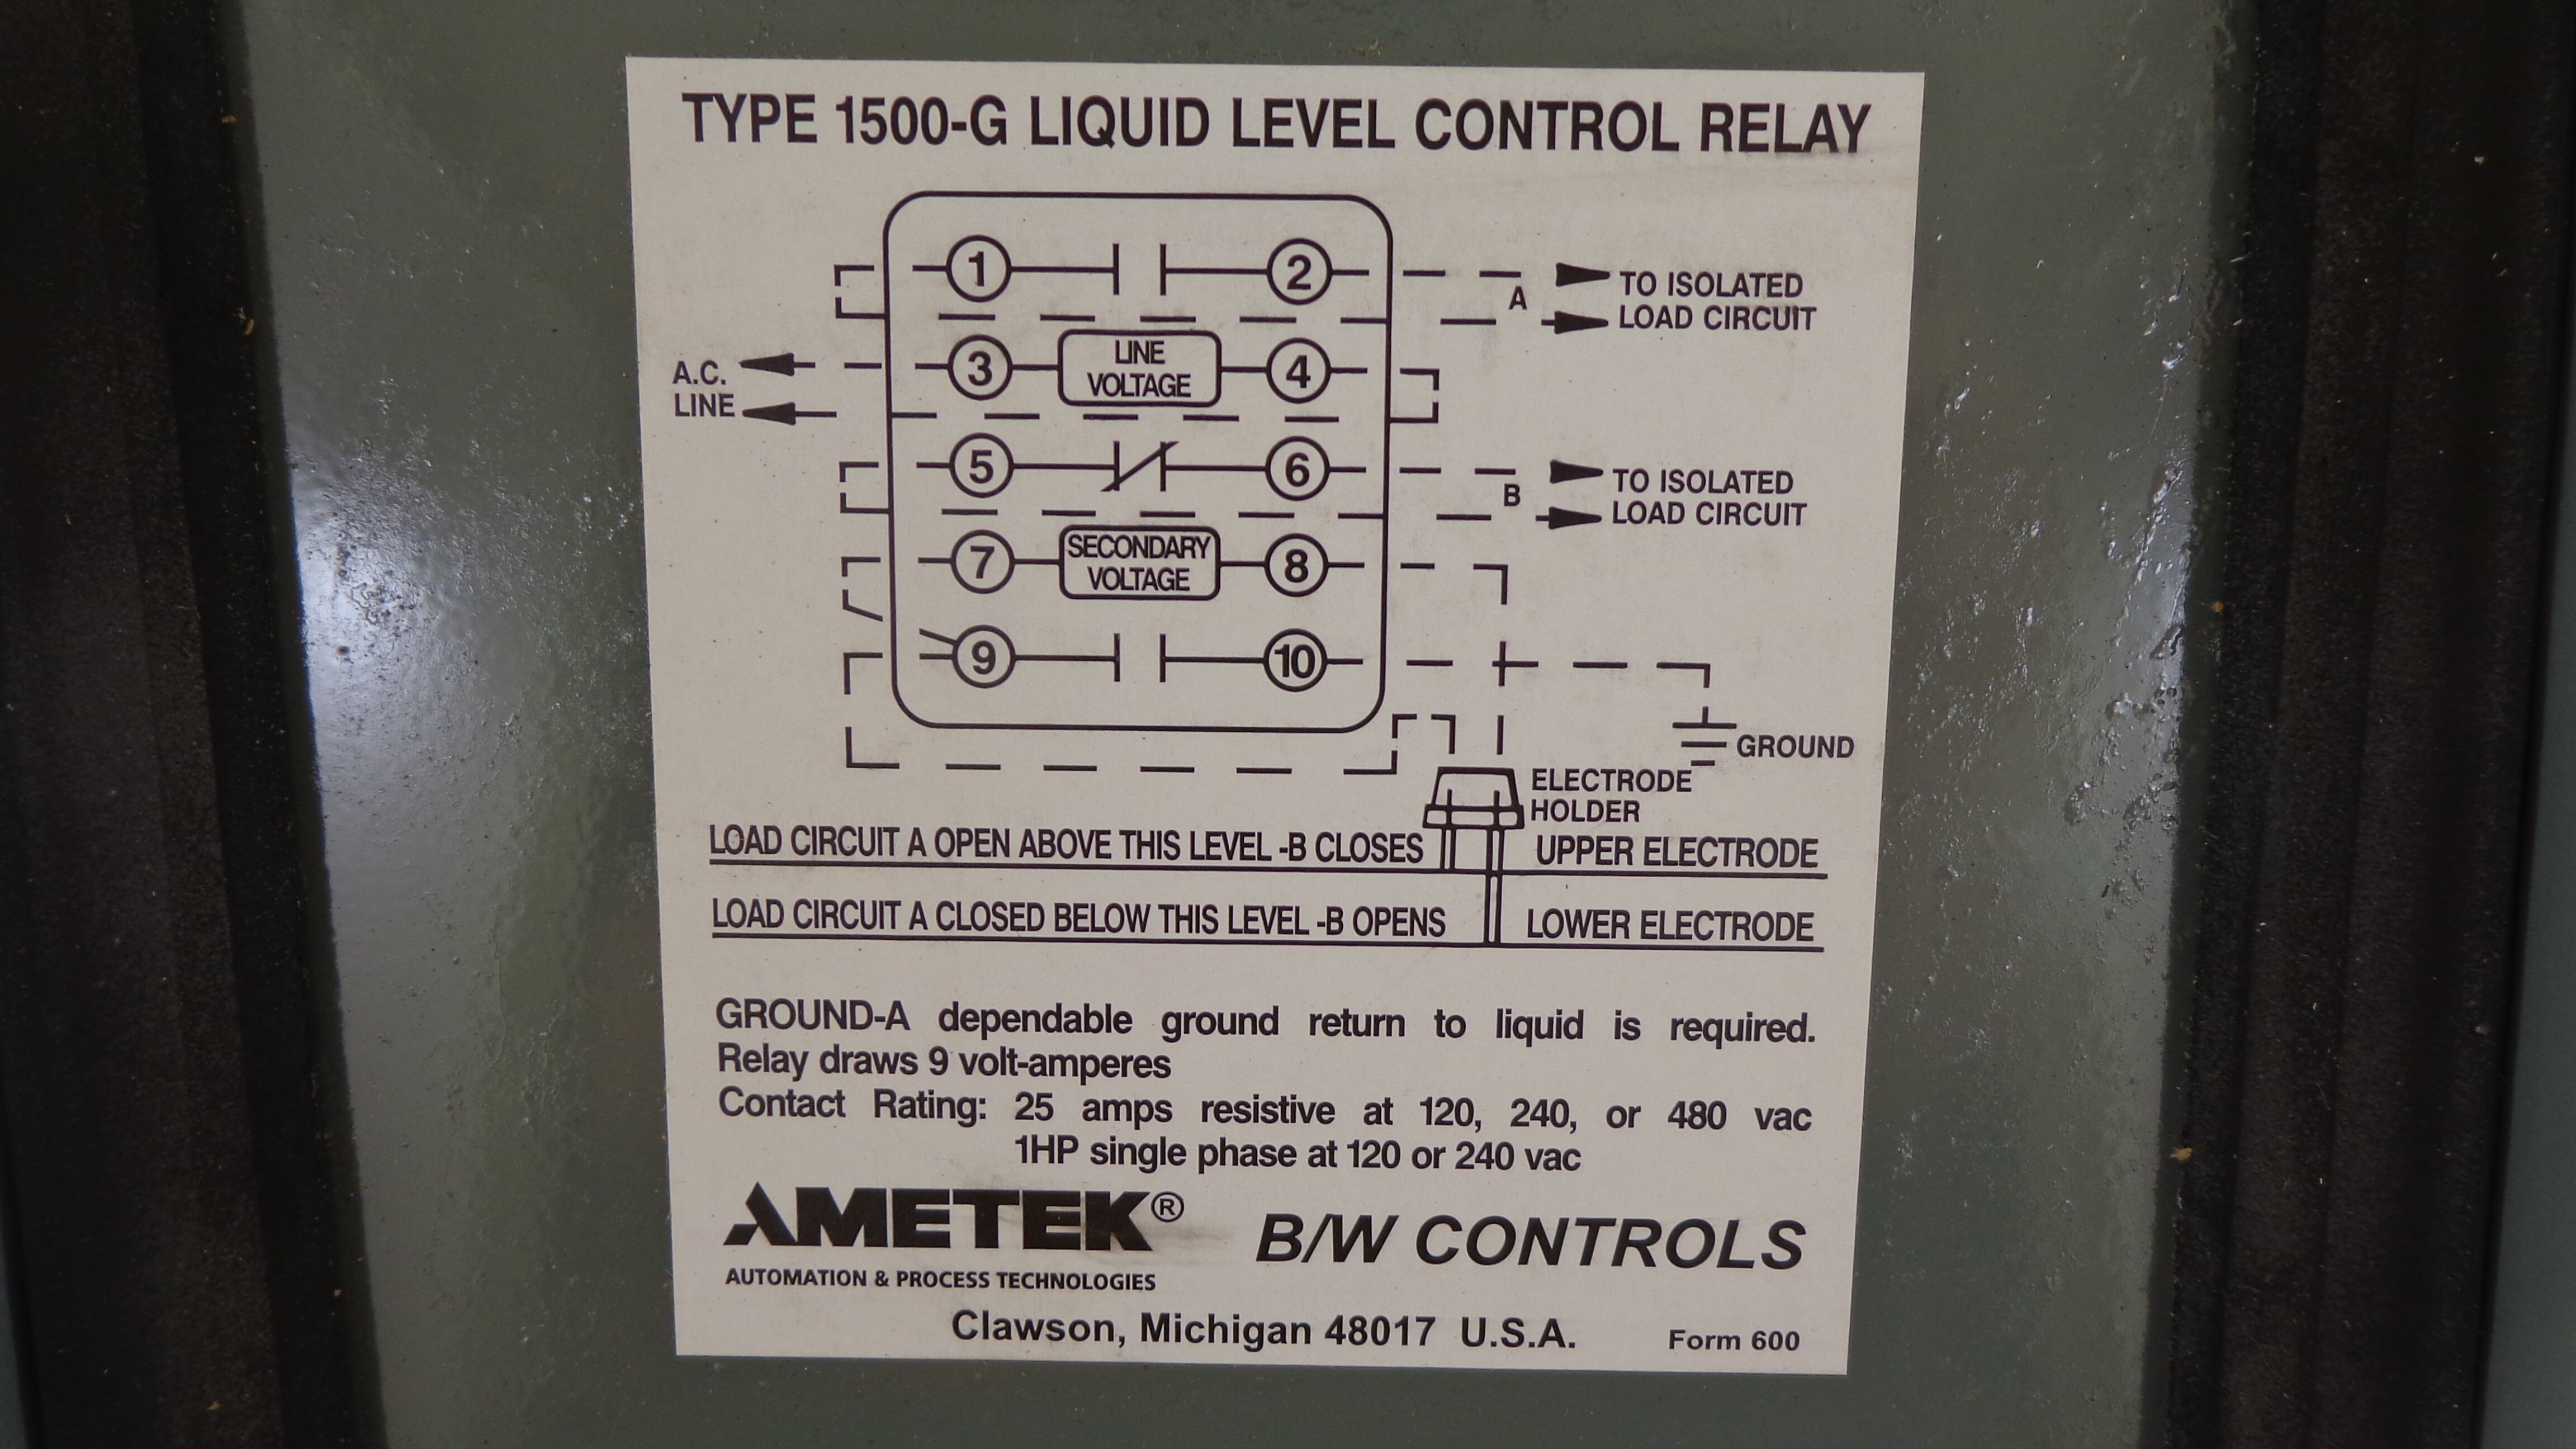 TYPE 1500-G LIQUID LEVEL CONTROL RELAY
1 2
A
TO ISOLATED
LOAD CIRCUIT
A.C.
LINE
3 LINE VOLTAGE 4
5 6
B
TO ISOLATED
LOAD CIRCUIT
7 SECONDARY VOLTAGE 8
9 10
GROUND
ELECTRODE
HOLDER
LOAD CIRCUIT A OPEN ABOVE THIS LEVEL -B CLOSES UPPER ELECTRODE
LOAD CIRCUIT A CLOSED BELOW THIS LEVEL -B OPENS LOWER ELECTRODE
GROUND-A dependable ground return to liquid is required.
Relay draws 9 volt-amperes
Contact Rating: 25 amps resistive at 120, 240, or 480 vac
1HP single phase at 120 or 240 vac
AMETEK® B/W CONTROLS
AUTOMATION & PROCESS TECHNOLOGIES
Clawson, Michigan 48017 U.S.A. Form 600